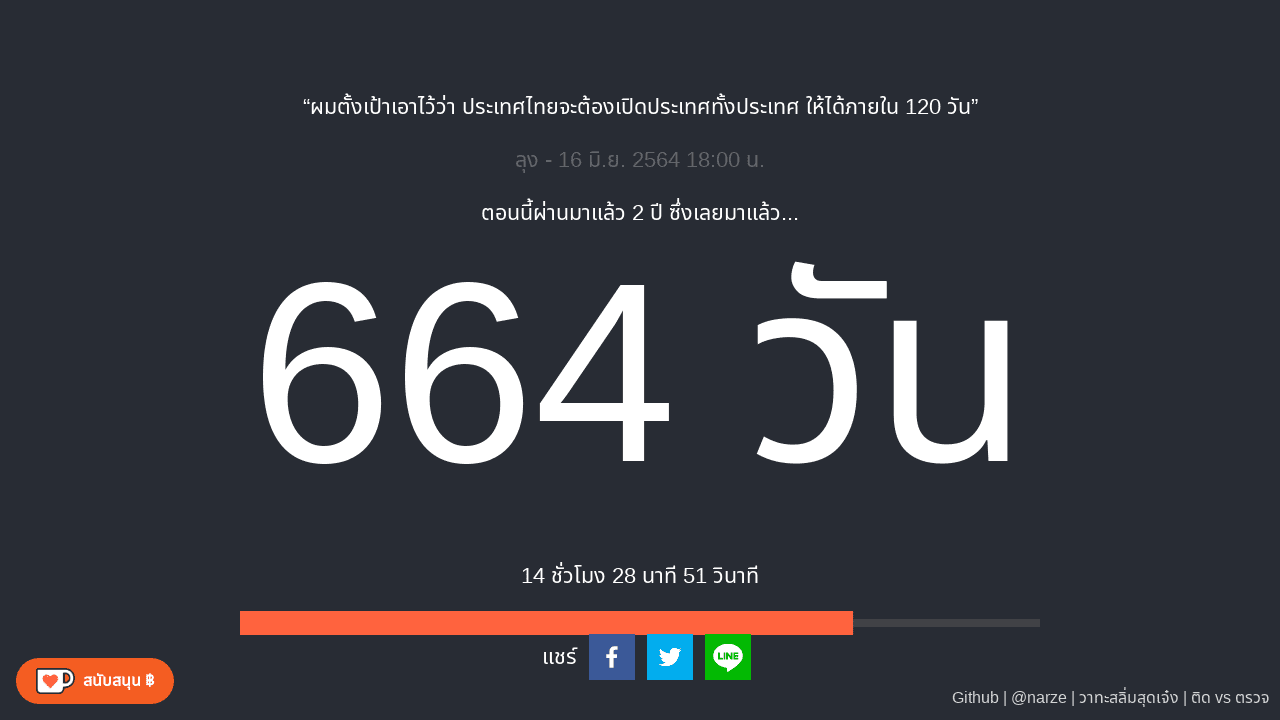 “ผมตั้งเป้าเอาไว้ว่า ประเทศไทยจะต้องเปิดประเทศทั้งประเทศ ให้ได้ภายใน 120 วัน”
ลุง - 16 มิ.ย. 2564 18:00 น.
ตอนนี้ผ่านมาแล้ว 2 ปี ซึ่งเลยมาแล้ว...
664 วัน
14 ชั่วโมง 28 นาที 51 วินาที
แชร์
LINE
สนับสนุน ฿
Github | @narze | วาทะสลิ่มสุดเจ๋ง | ติด vs ตรวจ